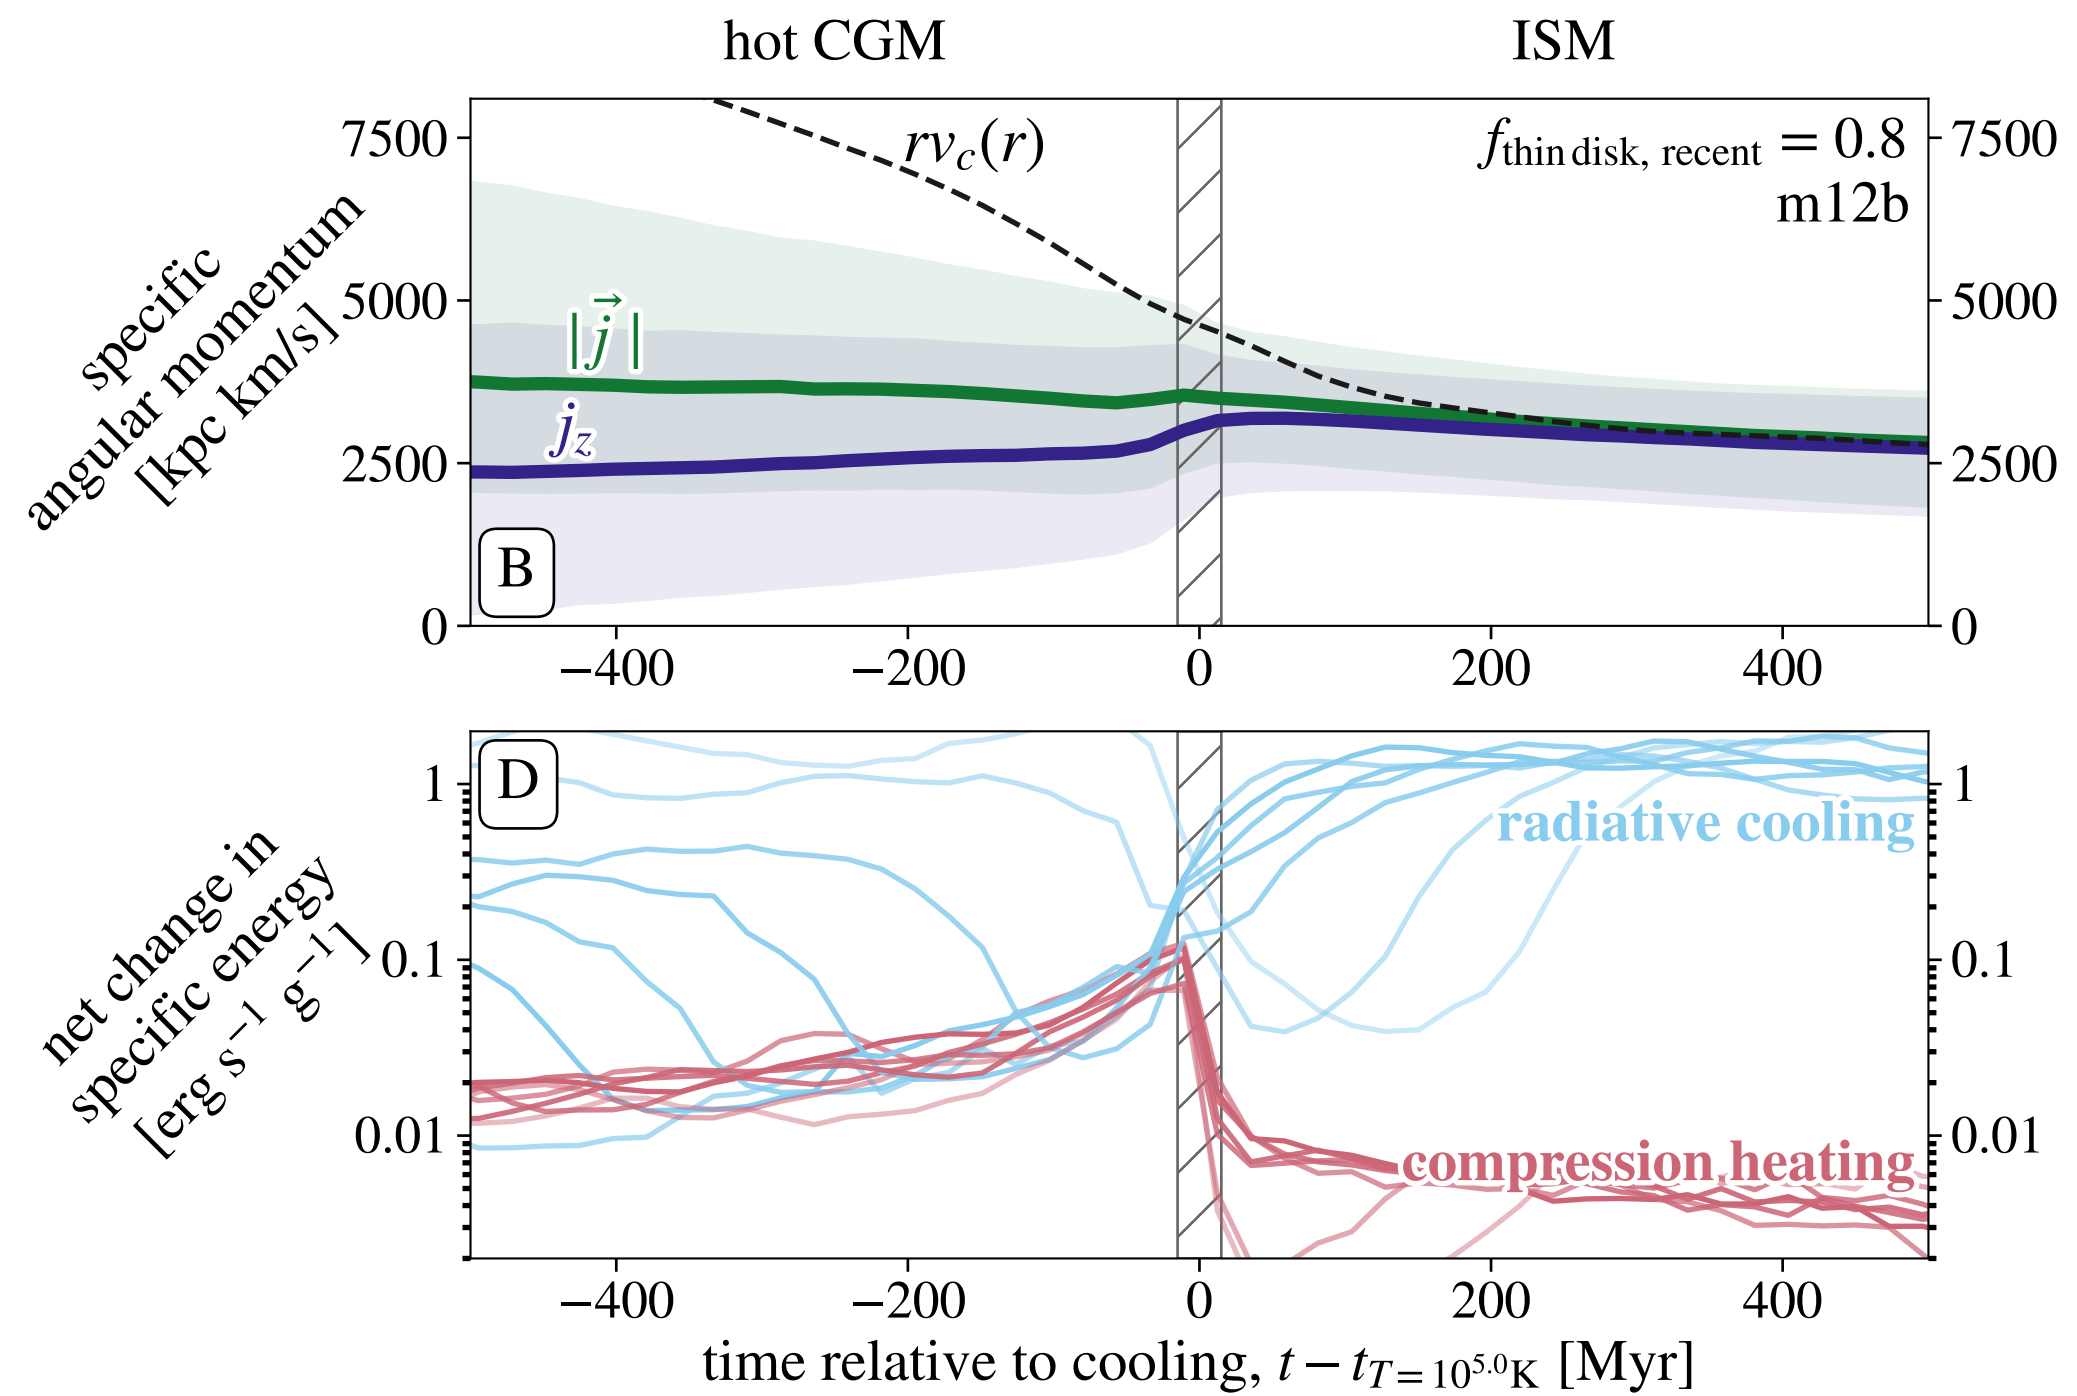 hot CGM
ISM
specific
angular momentum
[kpc km/s]
7500
5000
2500
0
rv_c(r)
f_thin disk, recent = 0.8
m12b
|j⃗|
j_z
B
7500
5000
2500
0
−400
−200
0
200
400
net change in
specific energy
[erg s⁻¹ g⁻¹]
1
0.1
0.01
D
radiative cooling
compression heating
1
0.1
0.01
−400
−200
0
200
400
time relative to cooling, t − t_T=10^5.0 K [Myr]